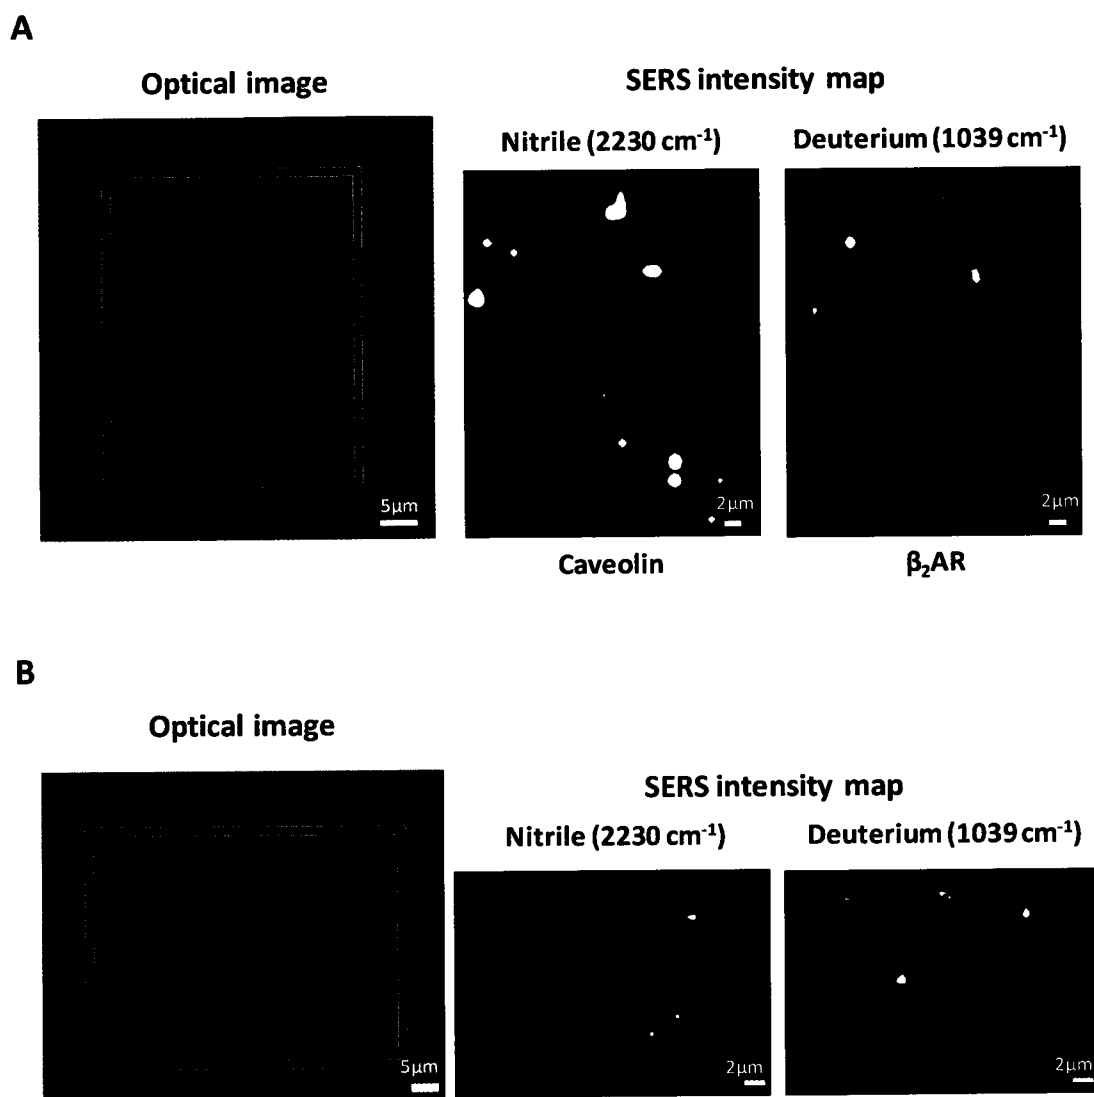 A
Optical image
SERS intensity map
Nitrile (2230 cm⁻¹)
Deuterium (1039 cm⁻¹)
5µm
2µm
2µm
Caveolin
β₂AR
B
Optical image
SERS intensity map
Nitrile (2230 cm⁻¹)
Deuterium (1039 cm⁻¹)
5µm
2µm
2µm